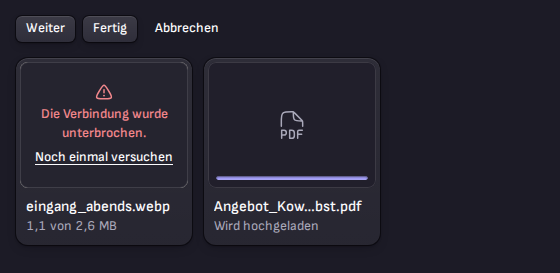 Weiter Fertig Abbrechen
Die Verbindung wurde
unterbrochen.
Noch einmal versuchen
eingang_abends.webp
1,1 von 2,6 MB
PDF
Angebot_Kow…bst.pdf
Wird hochgeladen